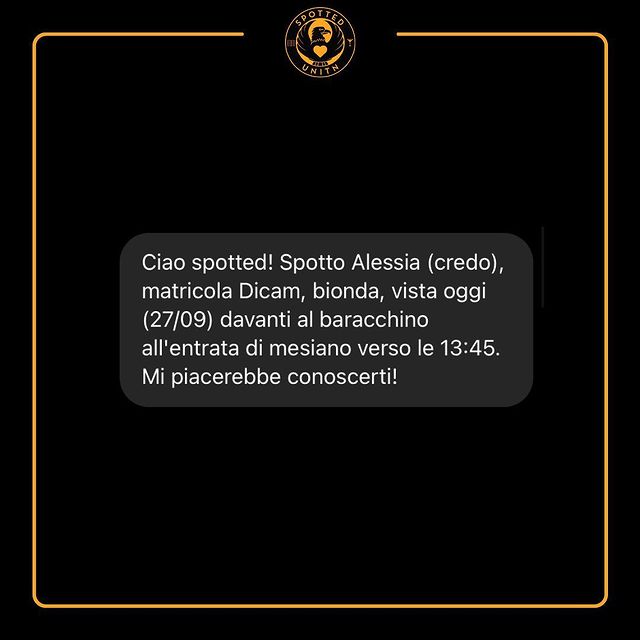 SPOTTED
UNITN
Ciao spotted! Spotto Alessia (credo),
matricola Dicam, bionda, vista oggi
(27/09) davanti al baracchino
all'entrata di mesiano verso le 13:45.
Mi piacerebbe conoscerti!